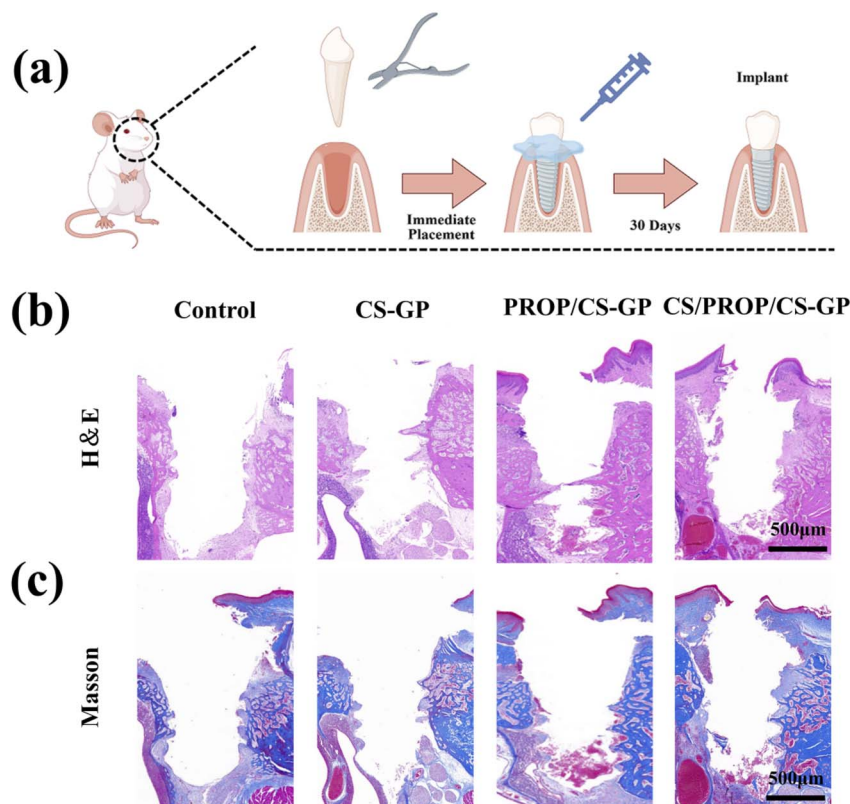 (a)
Implant
Immediate
Placement
30 Days
(b)
Control
CS-GP
PROP/CS-GP
CS/PROP/CS-GP
H&E
500μm
(c)
Masson
500μm